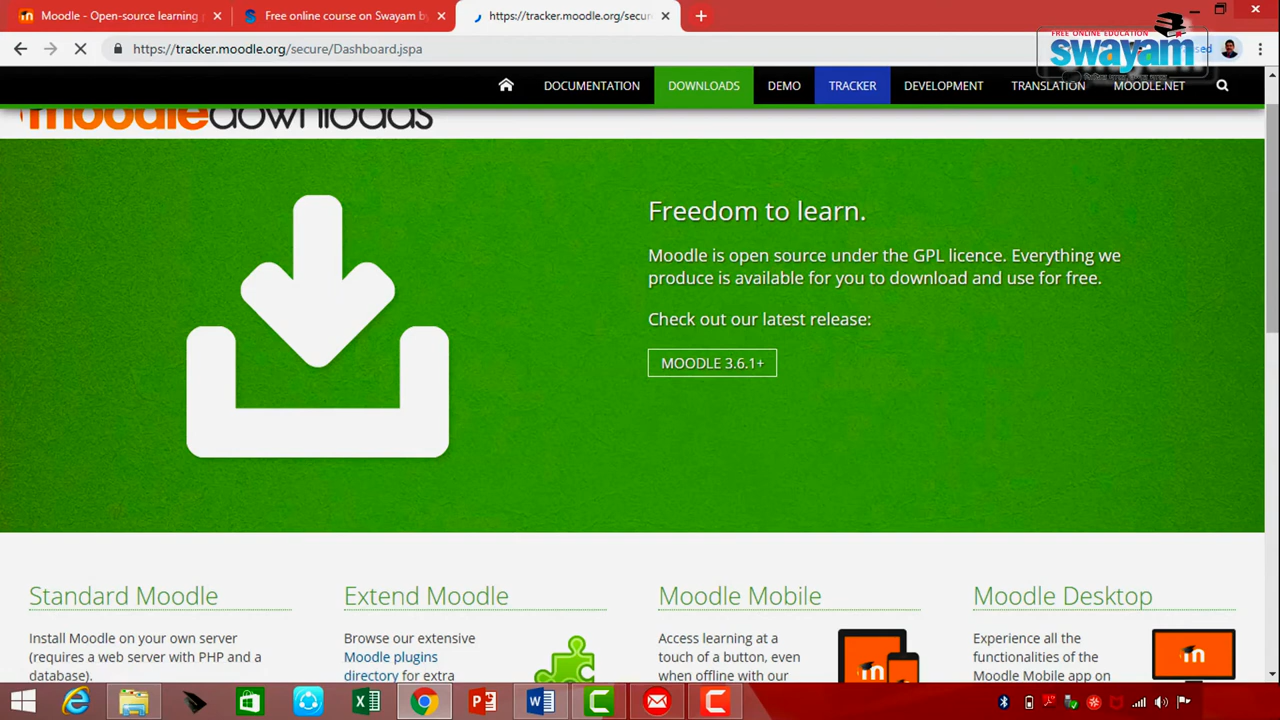 Moodle - Open-source learning
Free online course on Swayam by
https://tracker.moodle.org/secur
https://tracker.moodle.org/secure/Dashboard.jspa
FREE ONLINE EDUCATION
swayam
DOCUMENTATION
DOWNLOADS
DEMO
TRACKER
DEVELOPMENT
TRANSLATION
MOODLE.NET
moodledownloads
Freedom to learn.
Moodle is open source under the GPL licence. Everything we
produce is available for you to download and use for free.
Check out our latest release:
MOODLE 3.6.1+
Standard Moodle
Install Moodle on your own server
(requires a web server with PHP and a
database).
Extend Moodle
Browse our extensive
Moodle plugins
directory for extra
Moodle Mobile
Access learning at a
touch of a button, even
when offline with our
Moodle Desktop
Experience all the
functionalities of the
Moodle Mobile app on